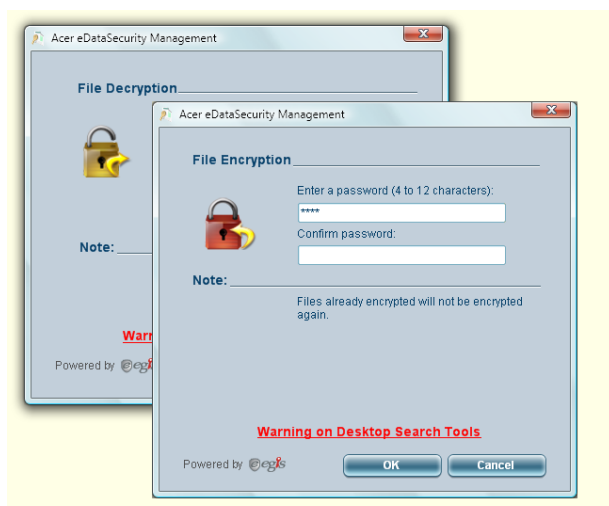 Acer eDataSecurity Management
File Decryption
Note:
Powered by egis
Acer eDataSecurity Management
File Encryption
Enter a password (4 to 12 characters):
****
Confirm password:
Note:
Files already encrypted will not be encrypted
again.
Warning on Desktop Search Tools
Powered by egis
OK
Cancel